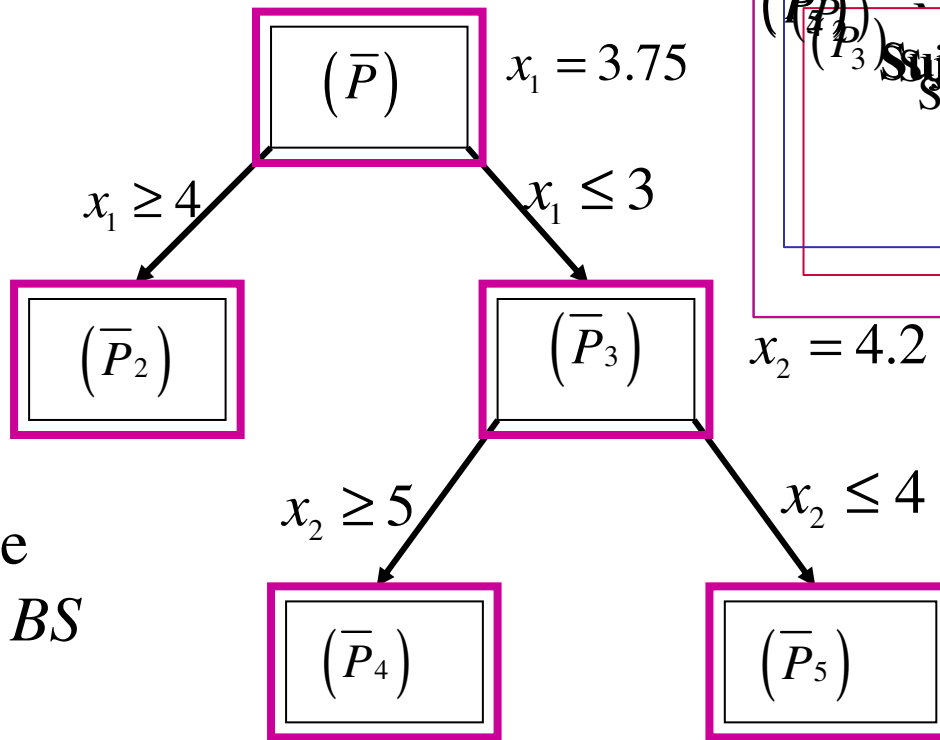 (P̅)
x₁ = 3.75
x₁ ≥ 4
x₁ ≤ 3
(P̅₂)
(P̅₃)
x₂ = 4.2
x₂ ≥ 5
x₂ ≤ 4
e
BS
(P̅₄)
(P̅₅)